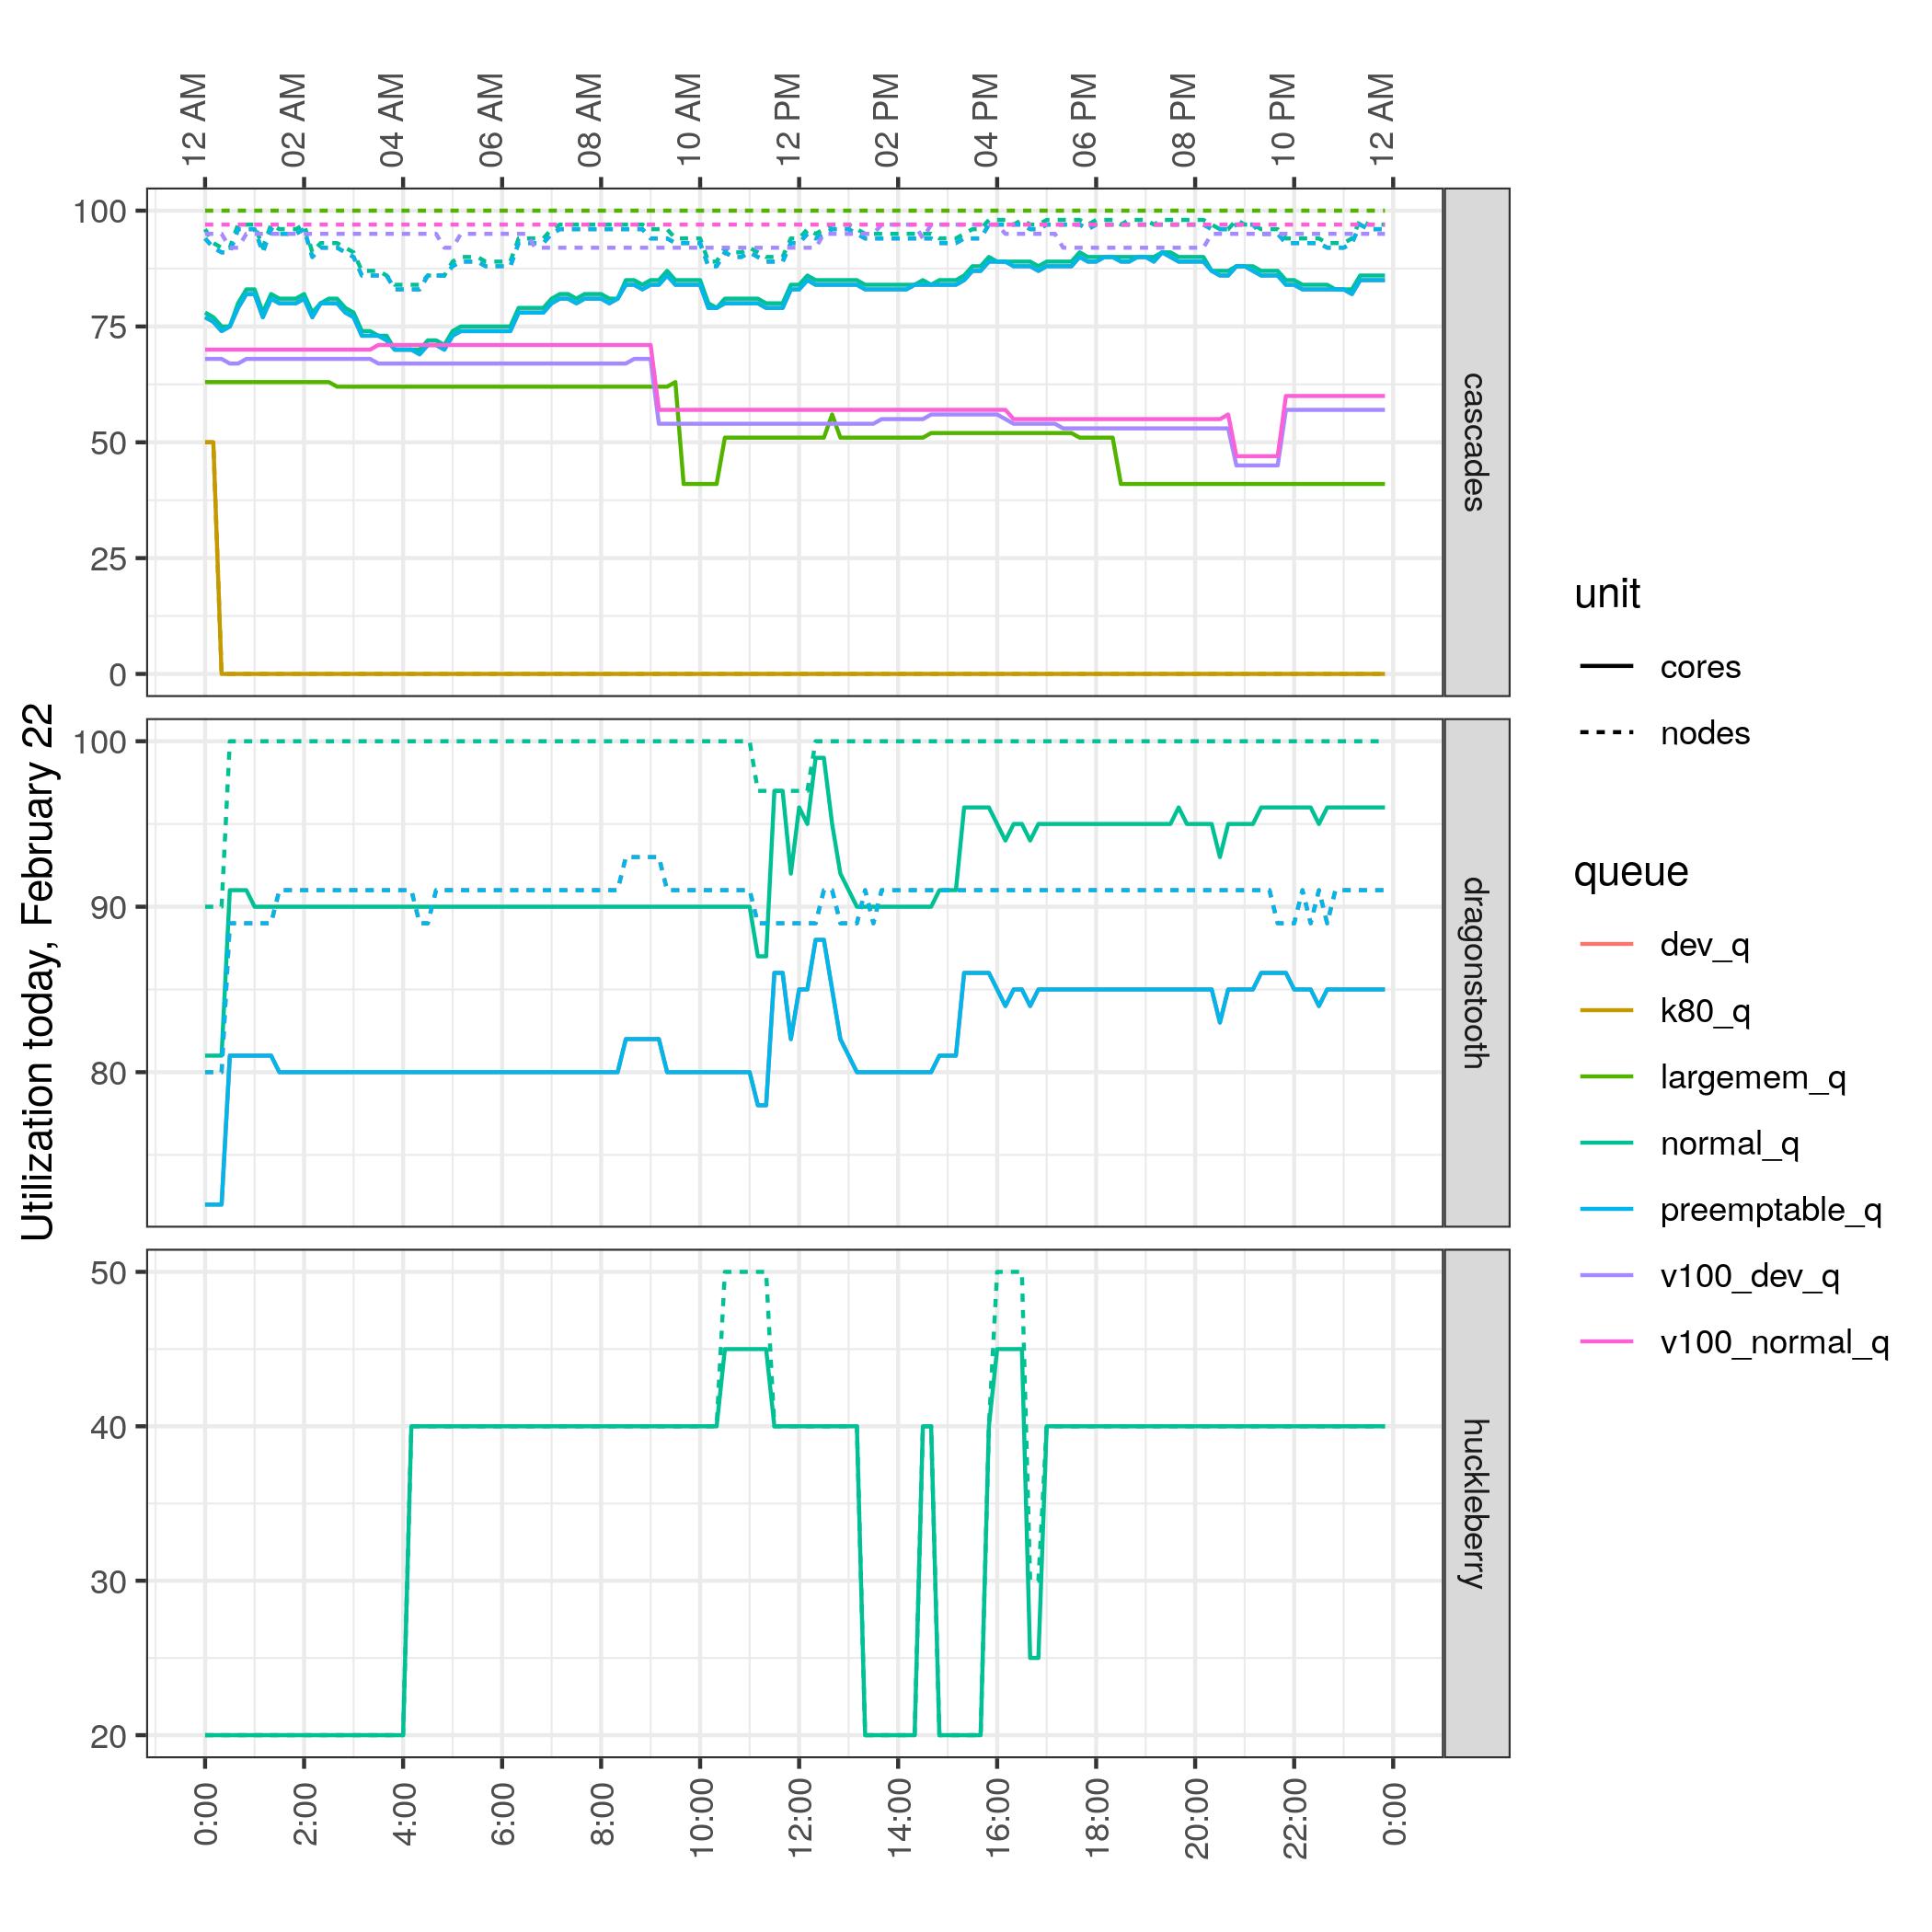 12 AM
02 AM
04 AM
06 AM
08 AM
10 AM
12 PM
02 PM
04 PM
06 PM
08 PM
10 PM
12 AM
Utilization today, February 22
100
75
50
25
0
cascades
100
90
80
dragonstooth
50
40
30
20
huckleberry
0:00
2:00
4:00
6:00
8:00
10:00
12:00
14:00
16:00
18:00
20:00
22:00
0:00
unit
cores
nodes
queue
dev_q
k80_q
largemem_q
normal_q
preemptable_q
v100_dev_q
v100_normal_q